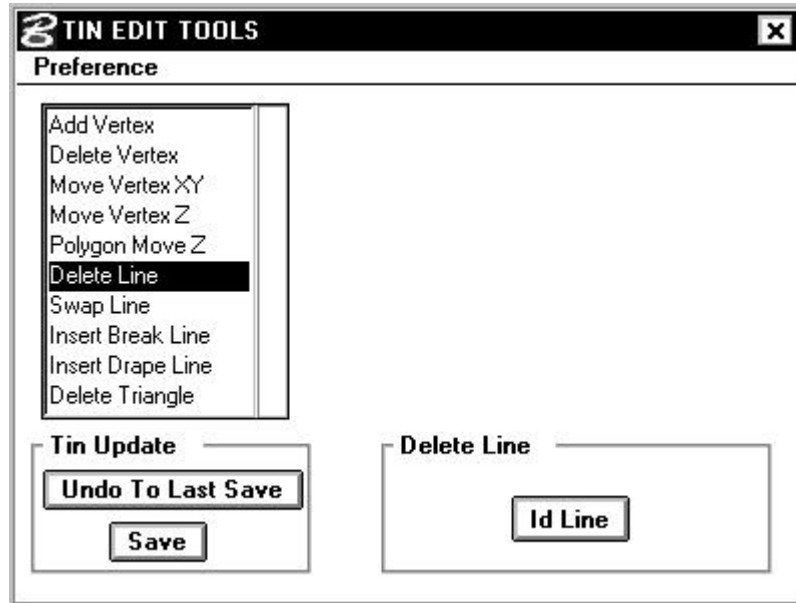 TIN EDIT TOOLS
Preference
Add Vertex
Delete Vertex
Move Vertex XY
Move Vertex Z
Polygon Move Z
Delete Line
Swap Line
Insert Break Line
Insert Drape Line
Delete Triangle
Tin Update
Undo To Last Save
Save
Delete Line
Id Line